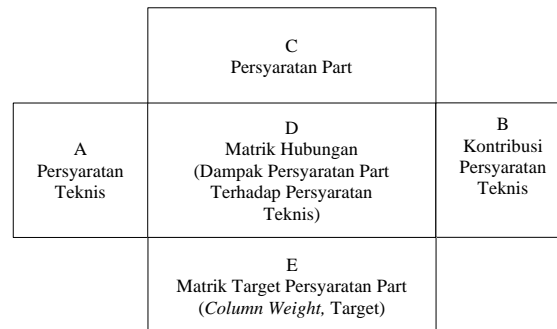 C
Persyaratan Part
A
Persyaratan
Teknis
D
Matrik Hubungan
(Dampak Persyaratan Part
Terhadap Persyaratan
Teknis)
B
Kontribusi
Persyaratan
Teknis
E
Matrik Target Persyaratan Part
(Column Weight, Target)